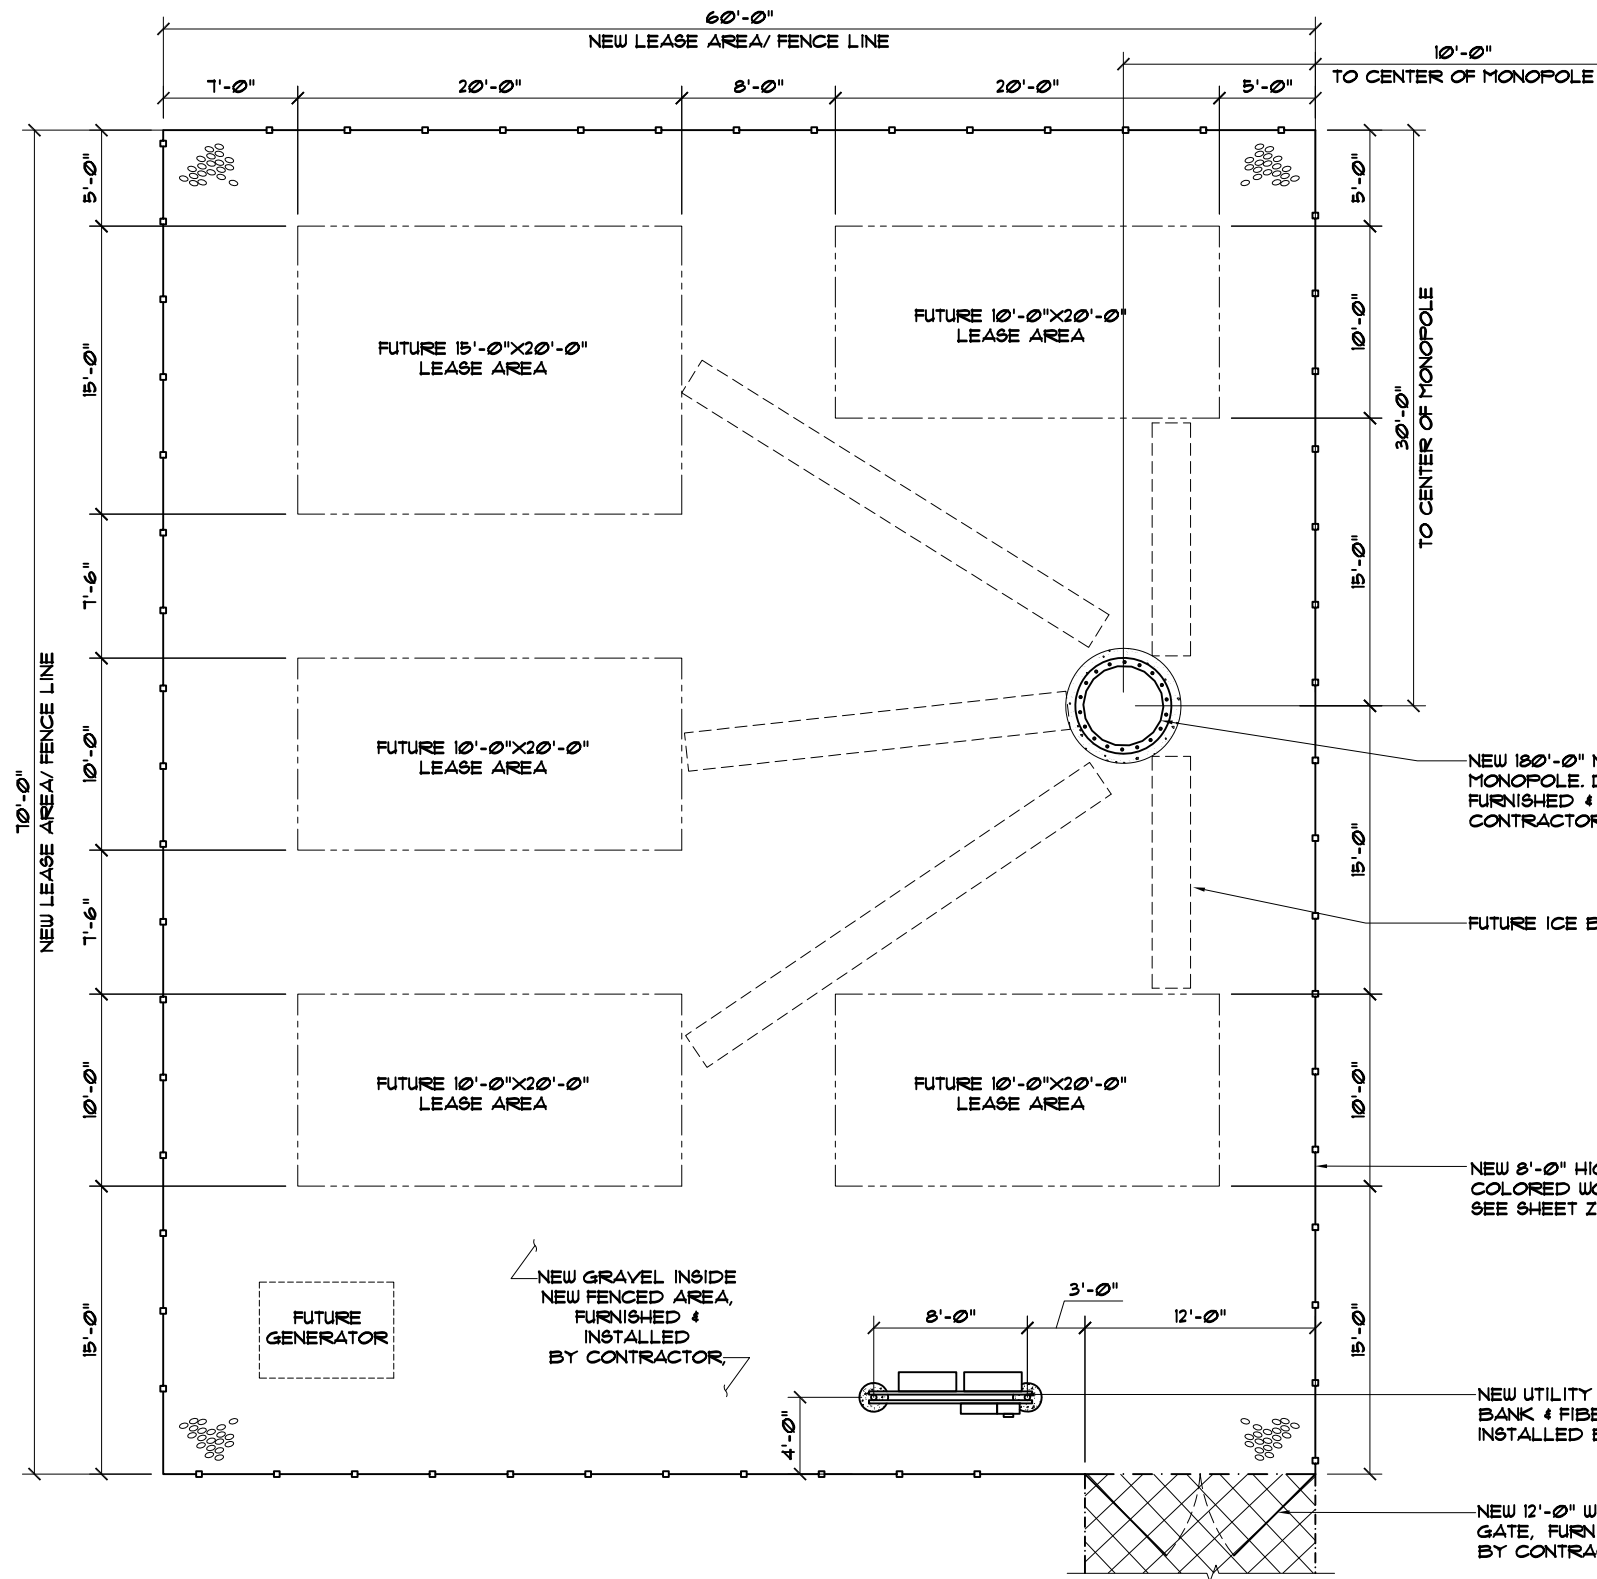 60'-0"
NEW LEASE AREA/ FENCE LINE
10'-0"
TO CENTER OF MONOPOLE
7'-0"
20'-0"
8'-0"
20'-0"
5'-0"
5'-0"
15'-0"
7'-6"
10'-0"
7'-6"
10'-0"
15'-0"
70'-0"
NEW LEASE AREA/ FENCE LINE
5'-0"
10'-0"
15'-0"
15'-0"
10'-0"
15'-0"
30'-0"
TO CENTER OF MONOPOLE
FUTURE 15'-0"X20'-0"
LEASE AREA
FUTURE 10'-0"X20'-0"
LEASE AREA
FUTURE 10'-0"X20'-0"
LEASE AREA
FUTURE 10'-0"X20'-0"
LEASE AREA
FUTURE 10'-0"X20'-0"
LEASE AREA
NEW 180'-0"
MONOPOLE.
FURNISHED &
CONTRACTOR
FUTURE ICE
NEW 8'-0"
COLORED
SEE SHEET
FUTURE
GENERATOR
NEW GRAVEL INSIDE
NEW FENCED AREA,
FURNISHED &
INSTALLED
BY CONTRACTOR,
8'-0"
3'-0"
12'-0"
4'-0"
NEW UTILITY
BANK &
INSTALLED
NEW 12'-0"
GATE,
BY